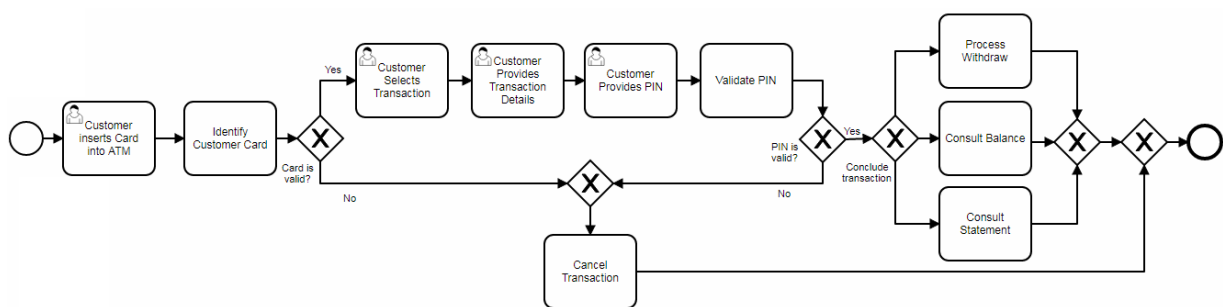 Customer
inserts Card
into ATM
Identify
Customer Card
Card is
valid?
Yes
No
Customer
Selects
Transaction
Customer
Provides
Transaction
Details
Customer
Provides PIN
Validate PIN
PIN is
valid?
Yes
No
Cancel
Transaction
Conclude
transaction
Process
Withdraw
Consult Balance
Consult
Statement